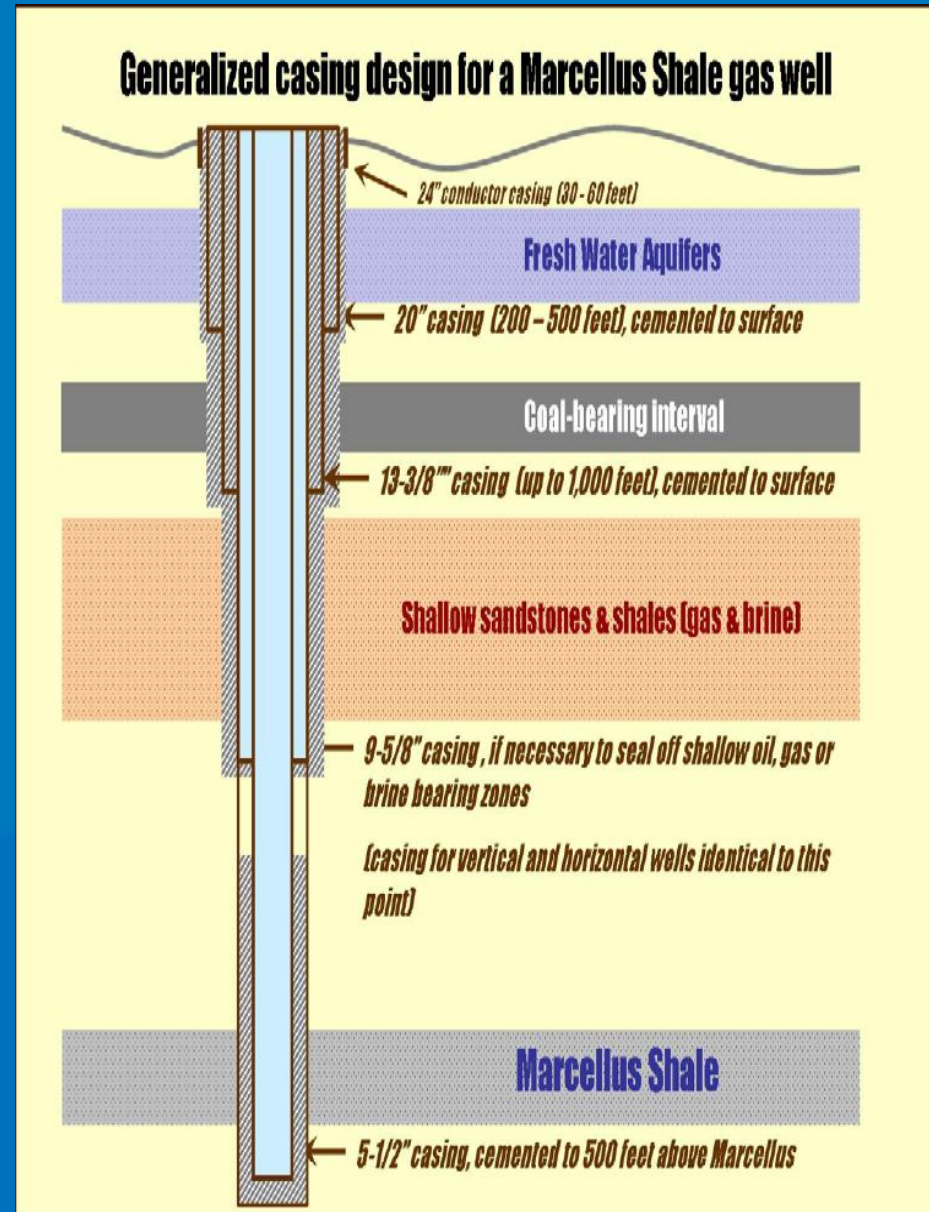 Generalized casing design for a Marcellus Shale gas well
24" conductor casing (30 - 60 feet)
Fresh Water Aquifers
20" casing (200 – 500 feet), cemented to surface
Coal-bearing interval
13-3/8"" casing (up to 1,000 feet), cemented to surface
Shallow sandstones & shales (gas & brine)
9-5/8" casing , if necessary to seal off shallow oil, gas or
brine bearing zones
(casing for vertical and horizontal wells identical to this
point)
Marcellus Shale
5-1/2" casing, cemented to 500 feet above Marcellus